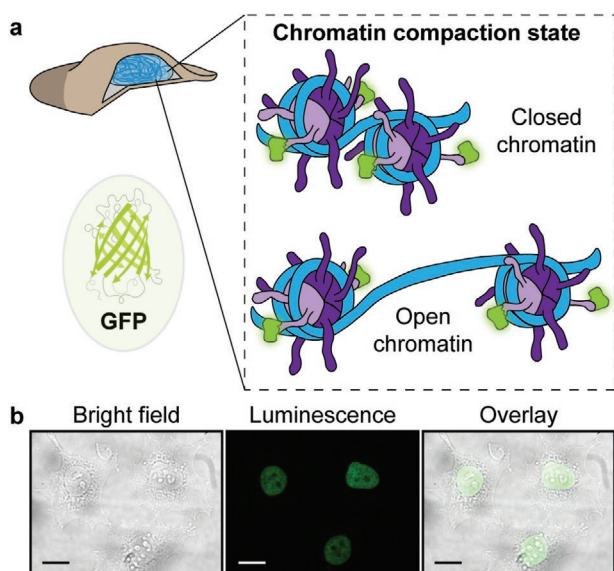 a
Chromatin compaction state
Closed
chromatin
GFP
Open
chromatin
b
Bright field
Luminescence
Overlay